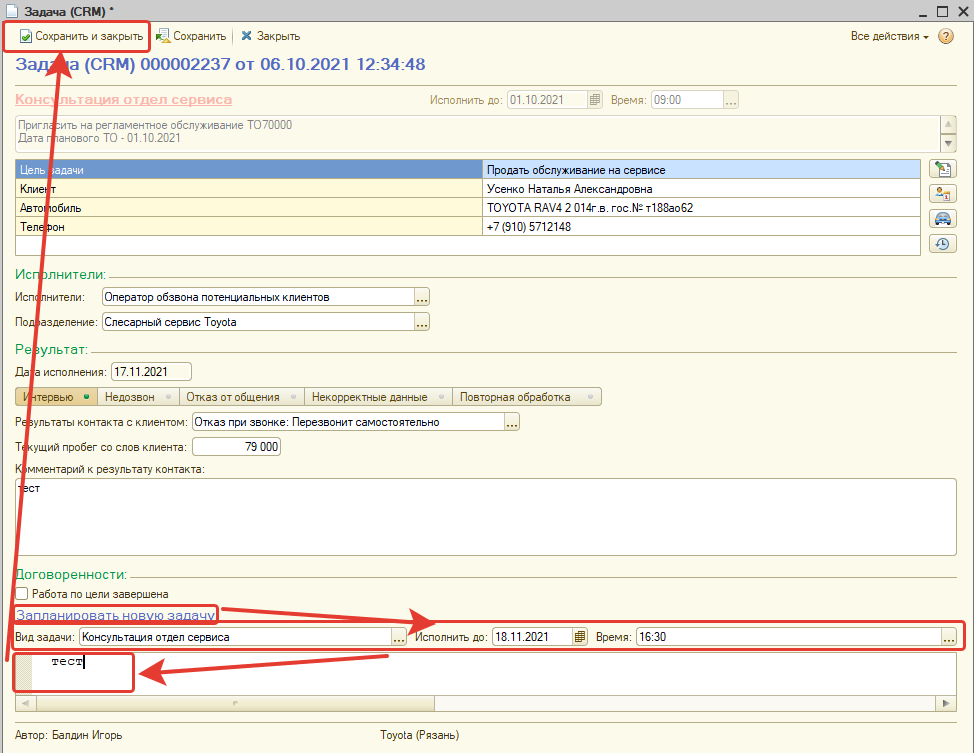 Задача (CRM) *
Сохранить и закрыть Сохранить Закрыть Все действия
Задача (CRM) 000002237 от 06.10.2021 12:34:48
Консультация отдел сервиса Исполнить до: 01.10.2021 Время: 09:00 ...
Пригласить на регламентное обслуживание ТО70000
Дата планового ТО - 01.10.2021
Цель задачи Продать обслуживание на сервисе
Клиент Усенко Наталья Александровна
Автомобиль TOYOTA RAV4 2 014г.в. гос.№ т188ао62
Телефон +7 (910) 5712148
Исполнители:
Исполнители: Оператор обзвона потенциальных клиентов ...
Подразделение: Слесарный сервис Toyota ...
Результат:
Дата исполнения: 17.11.2021
Интервью Недозвон Отказ от общения Некорректные данные Повторная обработка
Результаты контакта с клиентом: Отказ при звонке: Перезвонит самостоятельно ...
Текущий пробег со слов клиента: 79 000
Комментарий к результату контакта:
тест
Договоренности:
Работа по цели завершена
Запланировать новую задачу
Вид задачи: Консультация отдел сервиса ... Исполнить до: 18.11.2021 Время: 16:30 ...
тест
Автор: Балдин Игорь Toyota (Рязань)